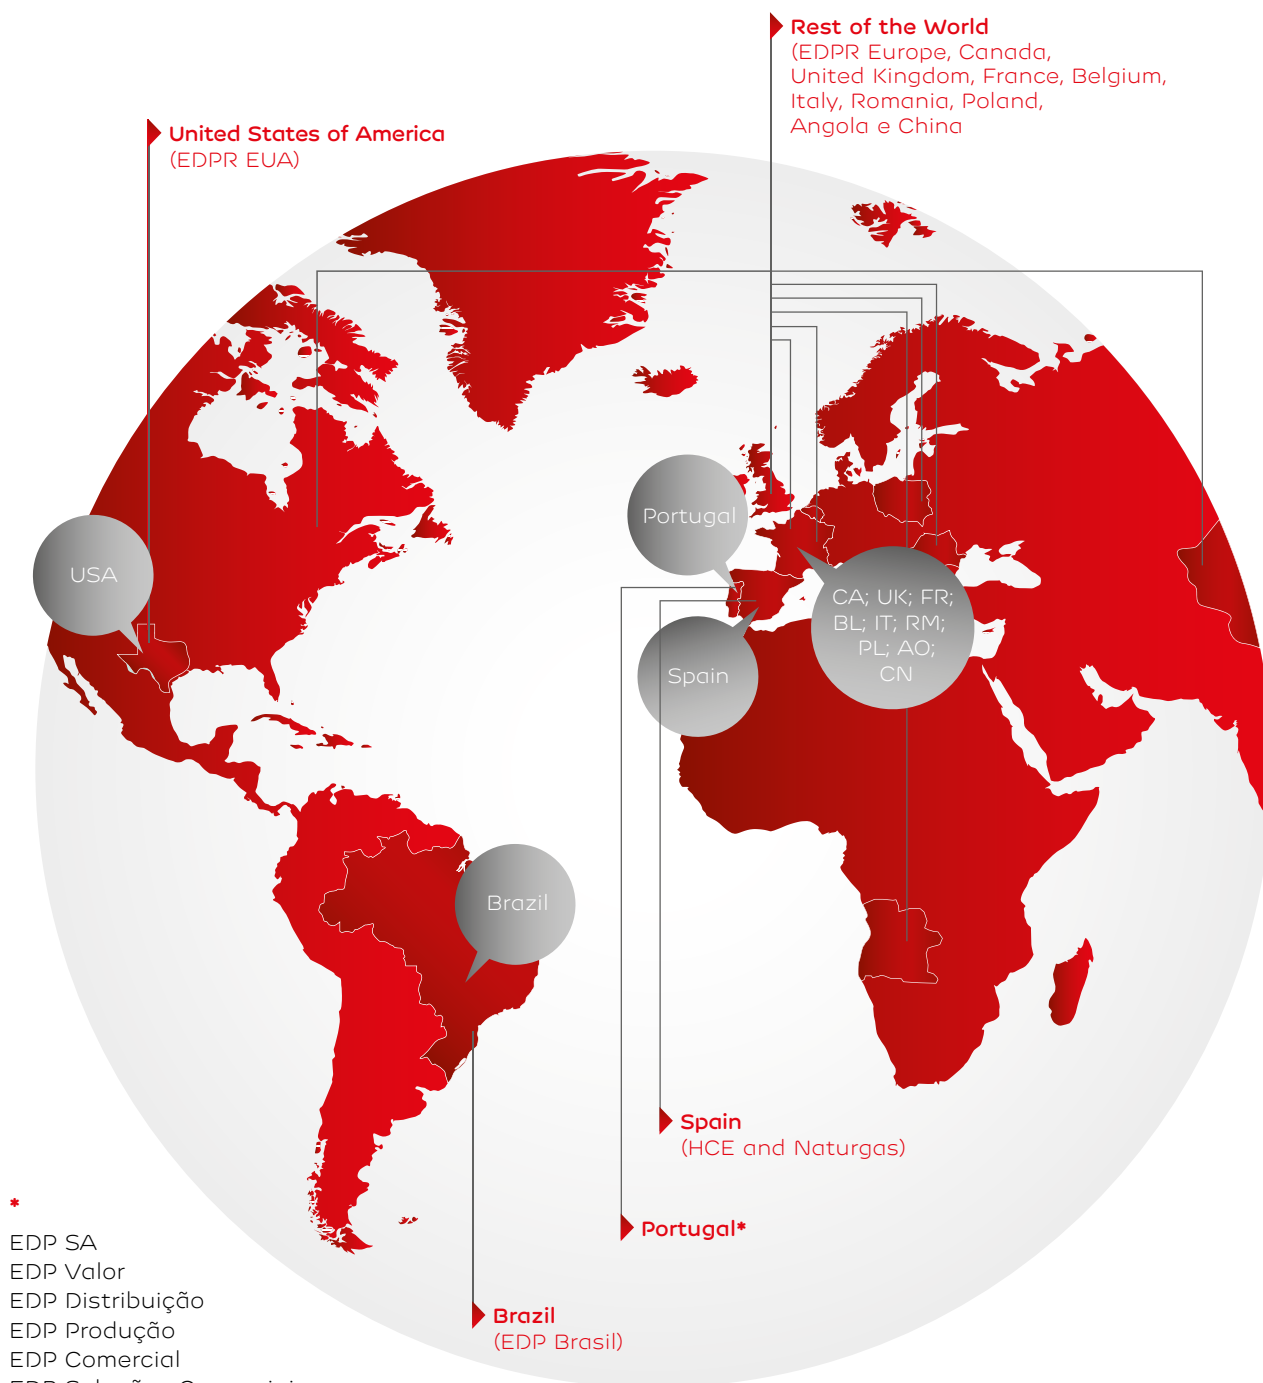 Rest of the World
(EDPR Europe, Canada,
United Kingdom, France, Belgium,
Italy, Romania, Poland,
Angola e China
United States of America
(EDPR EUA)
Portugal
USA
CA; UK; FR;
BL; IT; RM;
PL; AO;
CN
Spain
Brazil
Spain
(HCE and Naturgas)
Portugal*
Brazil
(EDP Brasil)
*
EDP SA
EDP Valor
EDP Distribuição
EDP Produção
EDP Comercial